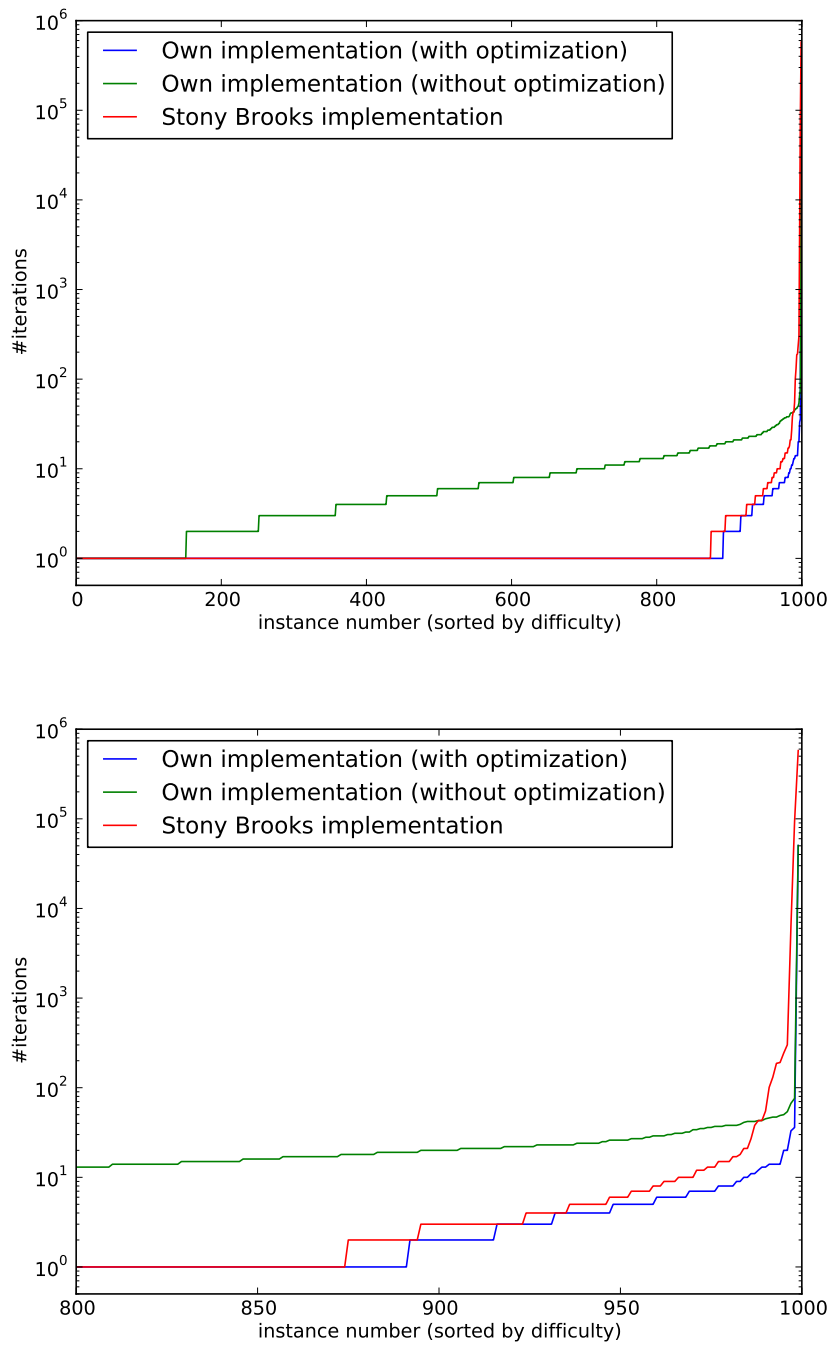 10^6
Own implementation (with optimization)
Own implementation (without optimization)
Stony Brooks implementation
10^5
10^4
10^3
10^2
10^1
10^0
#iterations
0 200 400 600 800 1000
instance number (sorted by difficulty)
10^6
Own implementation (with optimization)
Own implementation (without optimization)
Stony Brooks implementation
10^5
10^4
10^3
10^2
10^1
10^0
#iterations
800 850 900 950 1000
instance number (sorted by difficulty)